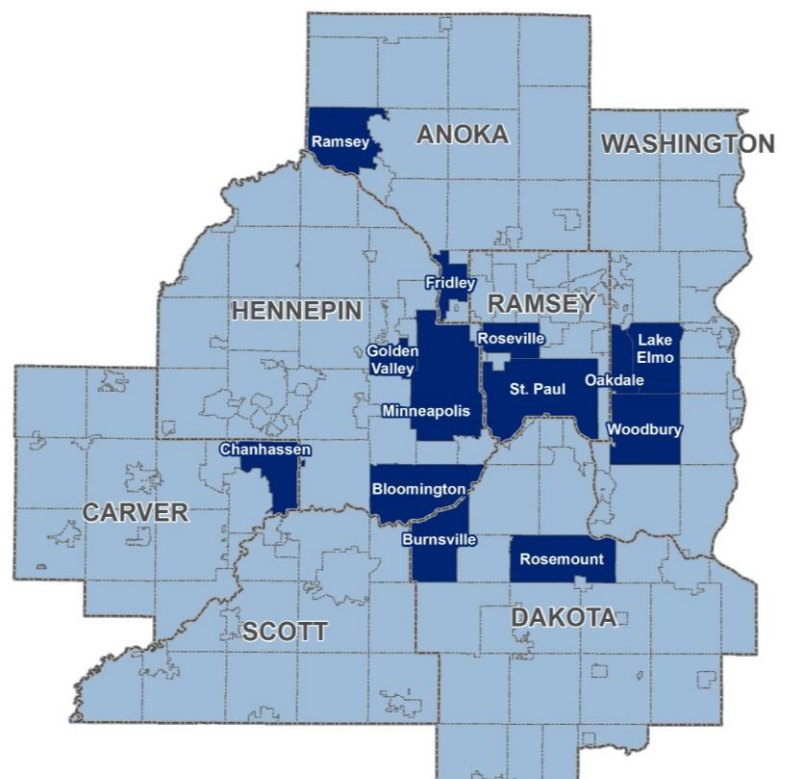 Ramsey
ANOKA
WASHINGTON
Fridley
HENNEPIN
RAMSEY
Roseville
Lake
Elmo
Golden
Valley
St. Paul
Oakdale
Minneapolis
Woodbury
Chanhassen
Bloomington
CARVER
Burnsville
Rosemount
SCOTT
DAKOTA